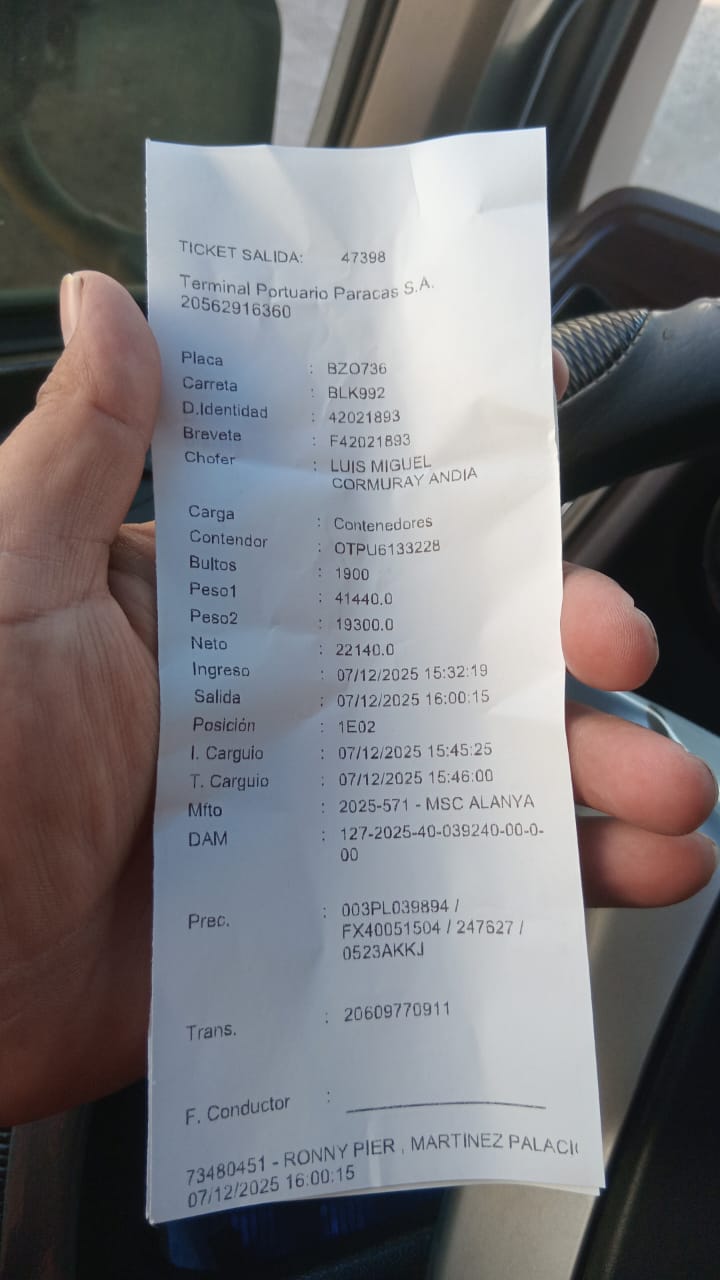 TICKET SALIDA: 47398
Terminal Portuario Paracas S.A.
20562916360
Placa : BZO736
Carreta : BLK992
D.Identidad : 42021893
Brevete : F42021893
Chofer : LUIS MIGUEL
CORMURAY ANDIA
Carga : Contenedores
Contendor : OTPU6133228
Bultos : 1900
Peso1 : 41440.0
Peso2 : 19300.0
Neto : 22140.0
Ingreso : 07/12/2025 15:32:19
Salida : 07/12/2025 16:00:15
Posición : 1E02
I. Carguio : 07/12/2025 15:45:25
T. Carguio : 07/12/2025 15:46:00
Mfto : 2025-571 - MSC ALANYA
DAM : 127-2025-40-039240-00-0-
00
Prec. : 003PL039894 /
FX40051504 / 247627 /
0523AKKJ
Trans. : 20609770911
F. Conductor :
73480451 - RONNY PIER , MARTINEZ PALACI
07/12/2025 16:00:15